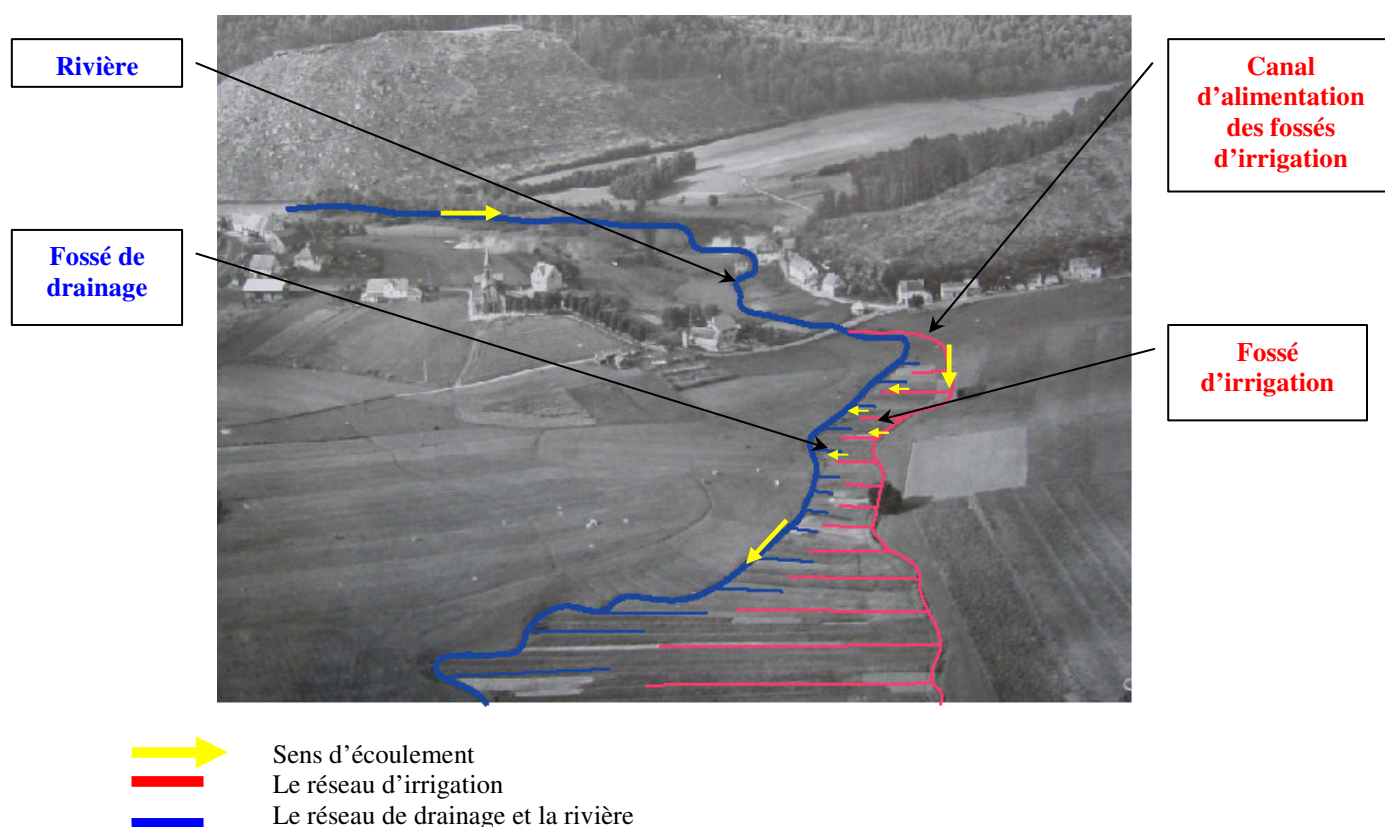 Rivière
Canal
d’alimentation
des fossés
d’irrigation
Fossé de
drainage
Fossé
d’irrigation
Sens d’écoulement
Le réseau d’irrigation
Le réseau de drainage et la rivière